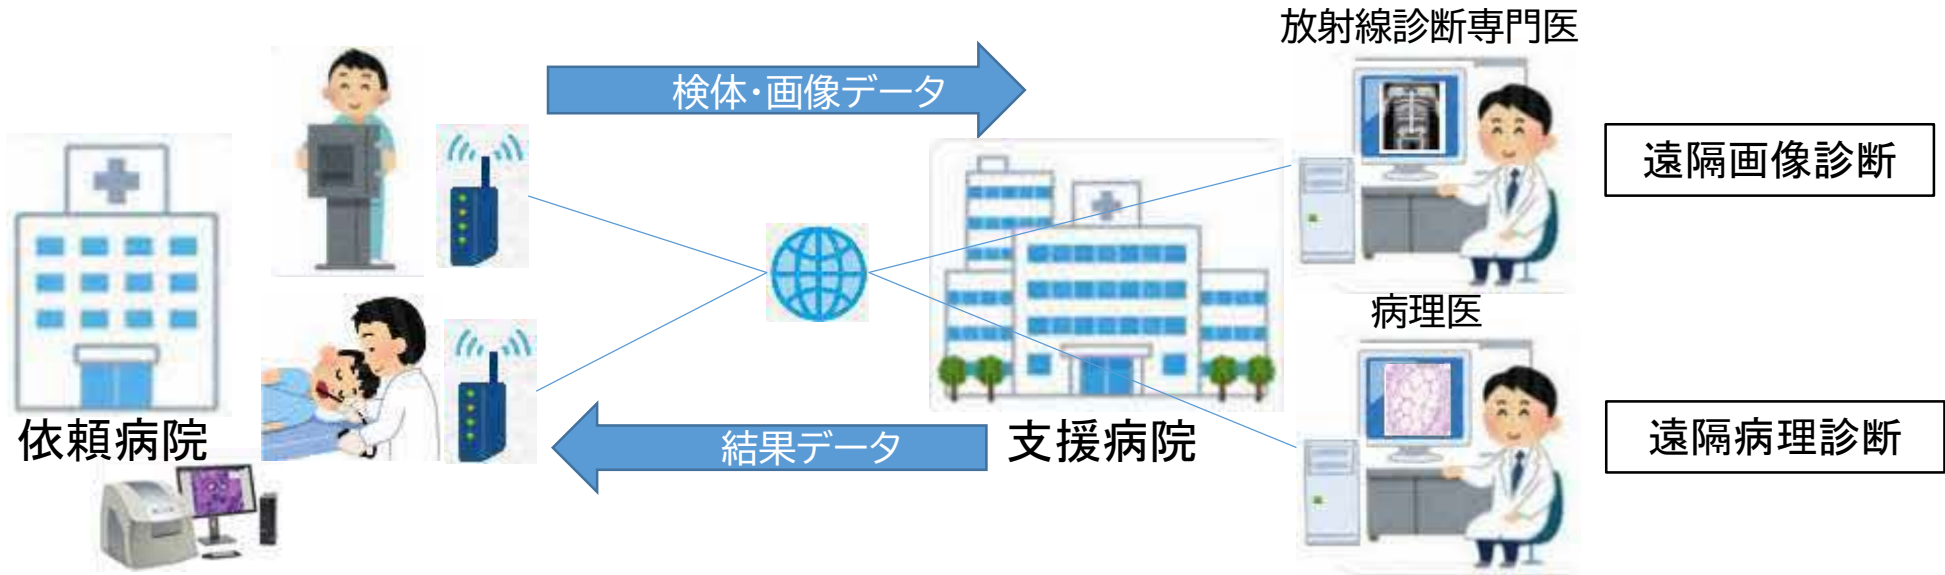 放射線診断専門医
検体・画像データ
遠隔画像診断
病理医
依頼病院
結果データ
支援病院
遠隔病理診断